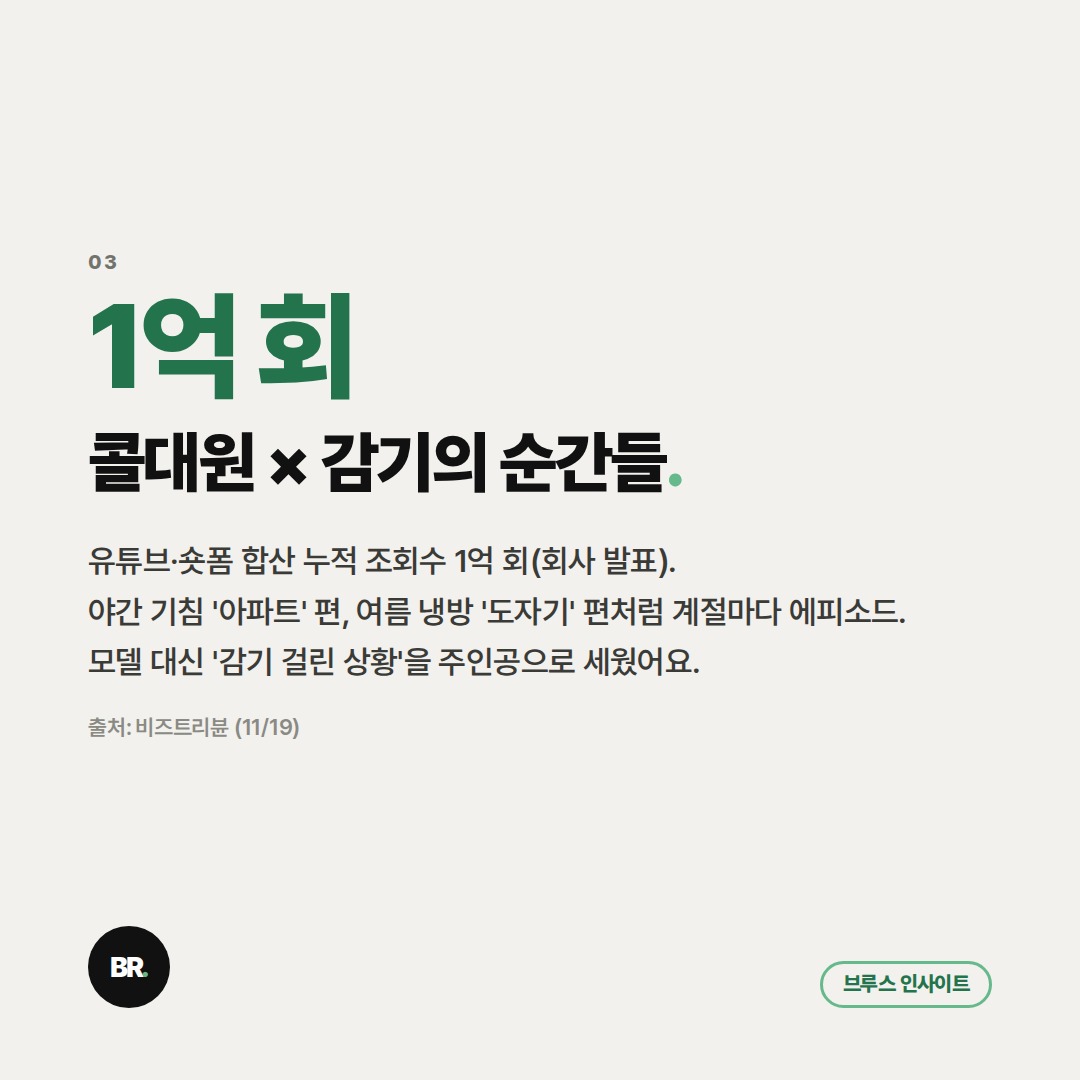 03
1억 회
콜대원 × 감기의 순간들.
유튜브·숏폼 합산 누적 조회수 1억 회(회사 발표).
야간 기침 '아파트' 편, 여름 냉방 '도자기' 편처럼 계절마다 에피소드.
모델 대신 '감기 걸린 상황'을 주인공으로 세웠어요.
출처: 비즈트리뷴 (11/19)
BR.
브루스 인사이트